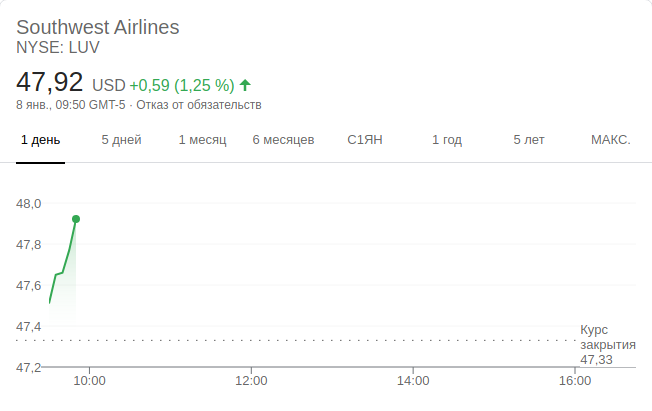 Southwest Airlines
NYSE: LUV
47,92 USD +0,59 (1,25 %)
8 янв., 09:50 GMT-5 · Отказ от обязательств
1 день 5 дней 1 месяц 6 месяцев С1ЯН 1 год 5 лет МАКС.
48,0
47,8
47,6
47,4
47,2
Курс
закрытия
47,33
10:00 12:00 14:00 16:00